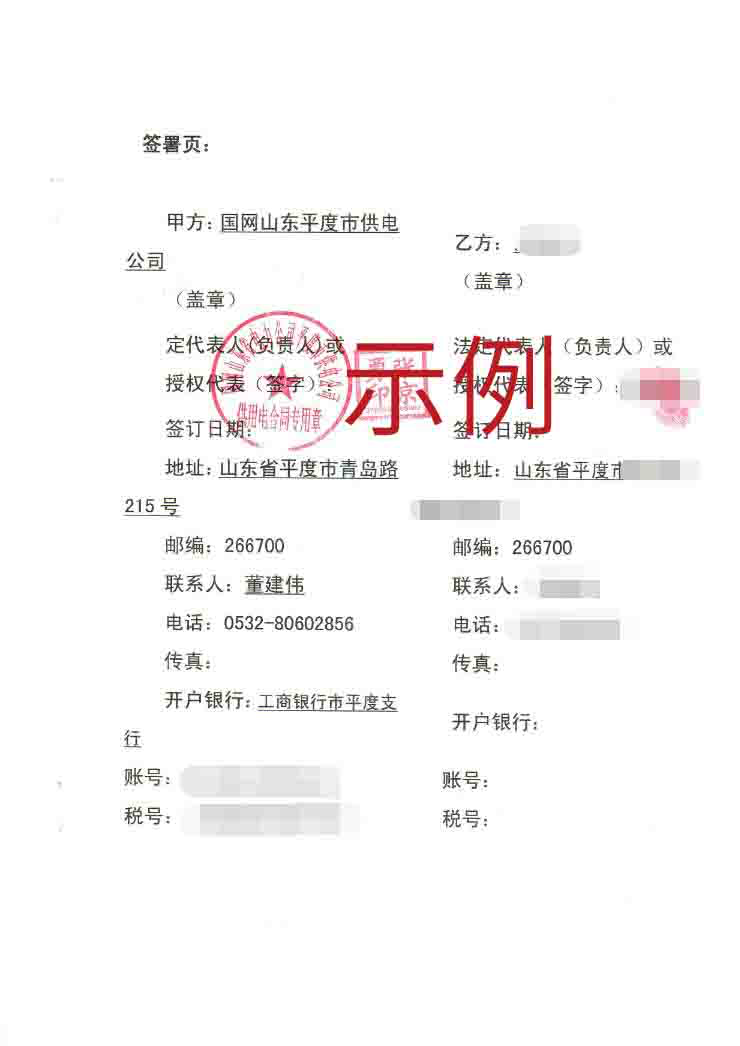 签署页：
甲方：国网山东平度市供电
公司
（盖章）
定代表人（负责人）或
授权代表（签字）：
签订日期：
地址：山东省平度市青岛路
215号
邮编：266700
联系人：董建伟
电话：0532-80602856
传真：
开户银行：工商银行市平度支
行
账号：
税号：
乙方：
（盖章）
法定代表人（负责人）或
授权代表（签字）：
签订日期：
地址：山东省平度市
邮编：266700
联系人：
电话：
传真：
开户银行：
账号：
税号：
供用电合同专用章
示例